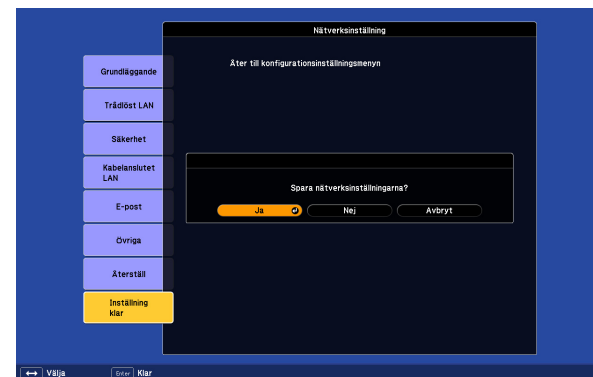 Nätverksinställning
Åter till konfigurationsinställningsmenyn
Grundläggande
Trådlöst LAN
Säkerhet
Kabelanslutet
LAN
E-post
Övriga
Återställ
Inställning
klar
Spara nätverksinställningarna?
Ja Nej Avbryt
Välja Enter Klar